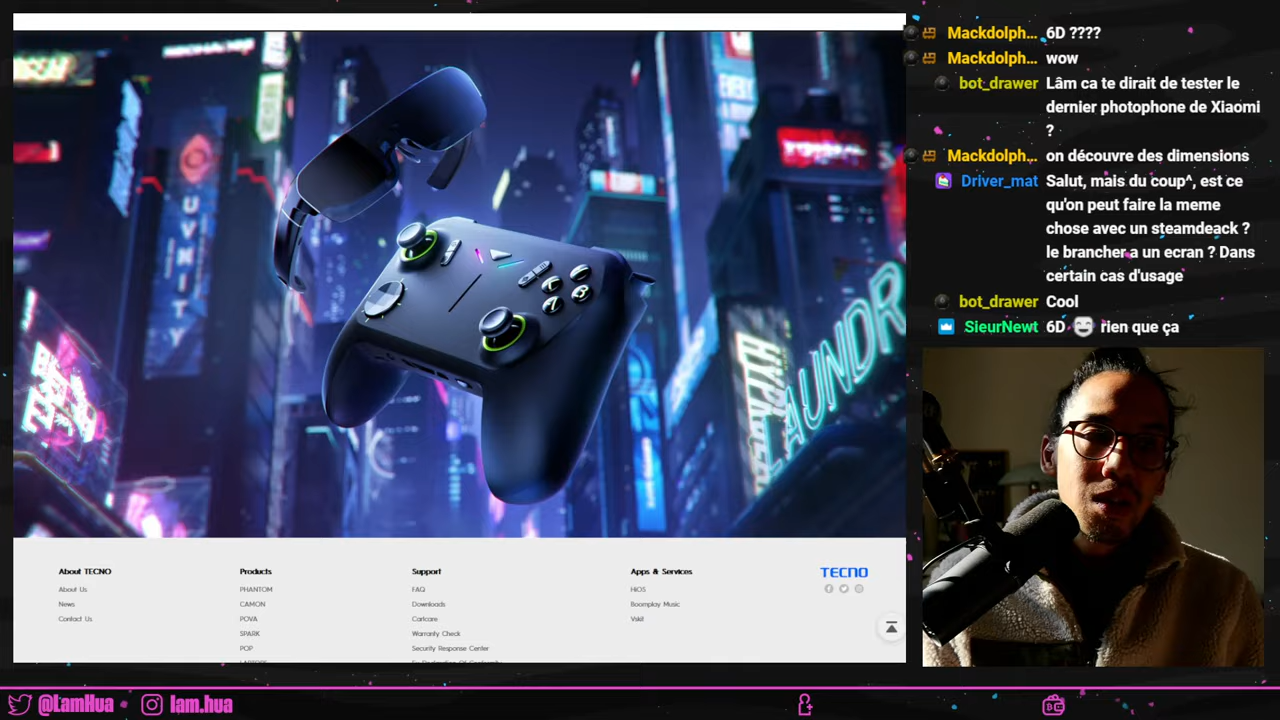 Mackdolph... 6D ????
Mackdolph... wow
bot_drawer Lâm ca te dirait de tester le
dernier photophone de Xiaomi
?
Mackdolph... on découvre des dimensions
Driver_mat Salut, mais du coup^, est ce
qu'on peut faire la meme
chose avec un steamdeack ?
le brancher a un ecran ? Dans
certain cas d'usage
bot_drawer Cool
SieurNewt 6D rien que ça
UVNITY
LAUNDR
About TECNO
About Us
News
Contact Us
Products
PHANTOM
CAMON
POVA
SPARK
POP
LAPTOPS
Support
FAQ
Downloads
Carlcare
Warranty Check
Security Response Center
Apps & Services
HiOS
Boomplay Music
Vskit
TECNO
@LamHua
lam.hua